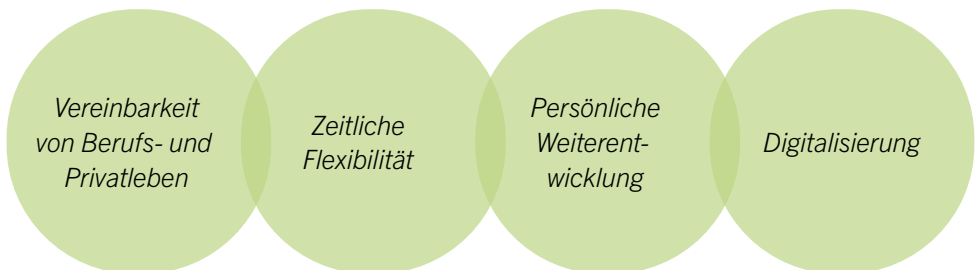 Vereinbarkeit
von Berufs- und
Privatleben
Zeitliche
Flexibilität
Persönliche
Weiterent-
wicklung
Digitalisierung